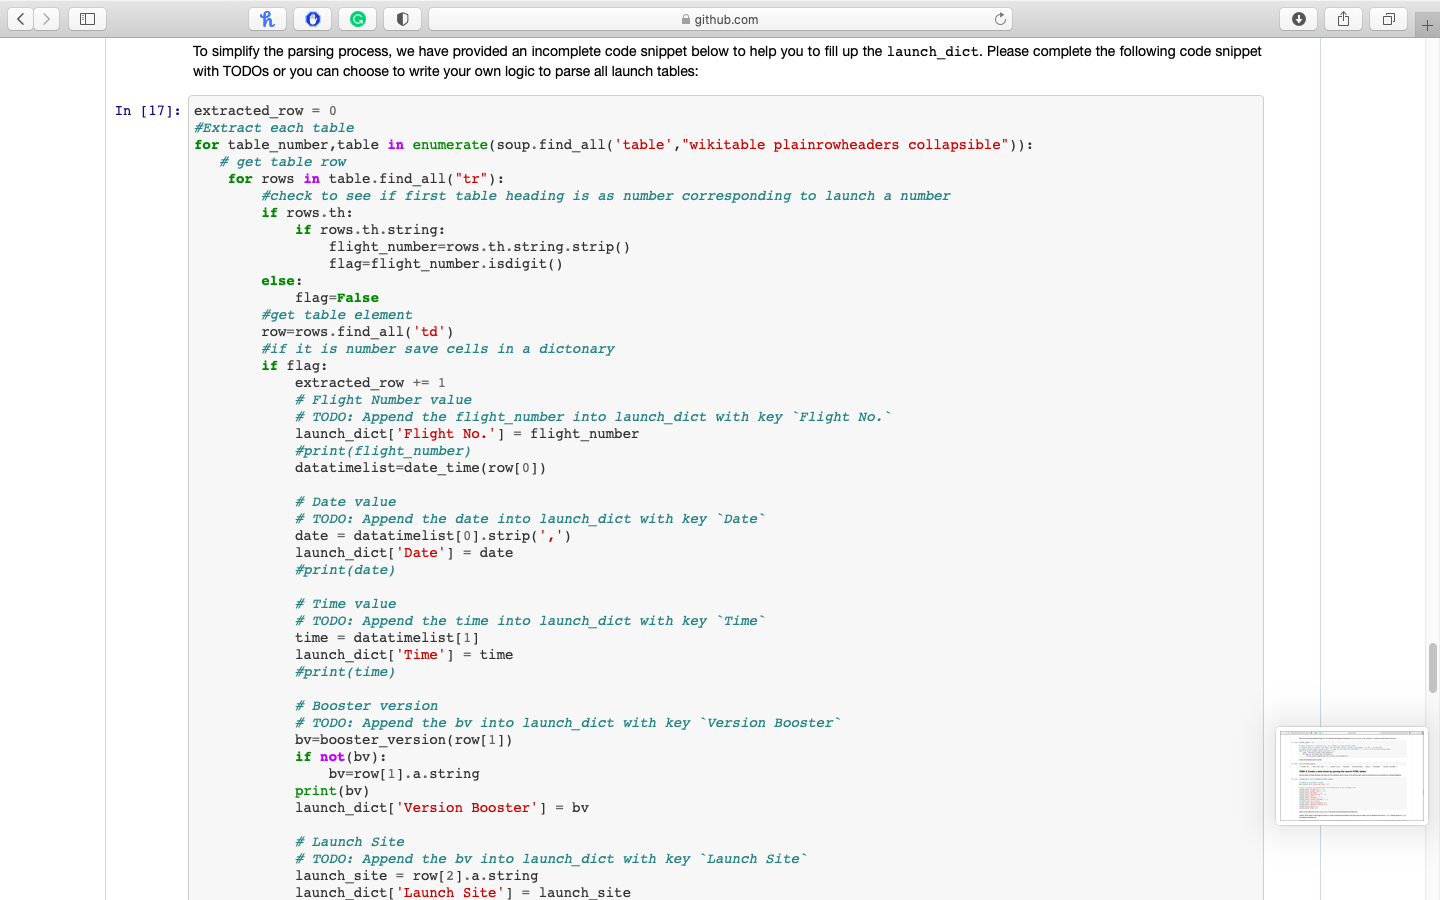 github.com
To simplify the parsing process, we have provided an incomplete code snippet below to help you to fill up the launch_dict. Please complete the following code snippet
with TODOs or you can choose to write your own logic to parse all launch tables:
In [17]: extracted_row = 0
#Extract each table
for table_number,table in enumerate(soup.find_all('table',"wikitable plainrowheaders collapsible")):
   # get table row
    for rows in table.find_all("tr"):
        #check to see if first table heading is as number corresponding to launch a number
        if rows.th:
            if rows.th.string:
                flight_number=rows.th.string.strip()
                flag=flight_number.isdigit()
        else:
            flag=False
        #get table element
        row=rows.find_all('td')
        #if it is number save cells in a dictonary
        if flag:
            extracted_row += 1
            # Flight Number value
            # TODO: Append the flight_number into launch_dict with key `Flight No.`
            launch_dict['Flight No.'] = flight_number
            #print(flight_number)
            datatimelist=date_time(row[0])
            # Date value
            # TODO: Append the date into launch_dict with key `Date`
            date = datatimelist[0].strip(',')
            launch_dict['Date'] = date
            #print(date)
            # Time value
            # TODO: Append the time into launch_dict with key `Time`
            time = datatimelist[1]
            launch_dict['Time'] = time
            #print(time)
            # Booster version
            # TODO: Append the bv into launch_dict with key `Version Booster`
            bv=booster_version(row[1])
            if not(bv):
                bv=row[1].a.string
            print(bv)
            launch_dict['Version Booster'] = bv
            # Launch Site
            # TODO: Append the bv into launch_dict with key `Launch Site`
            launch_site = row[2].a.string
            launch_dict['Launch Site'] = launch_site